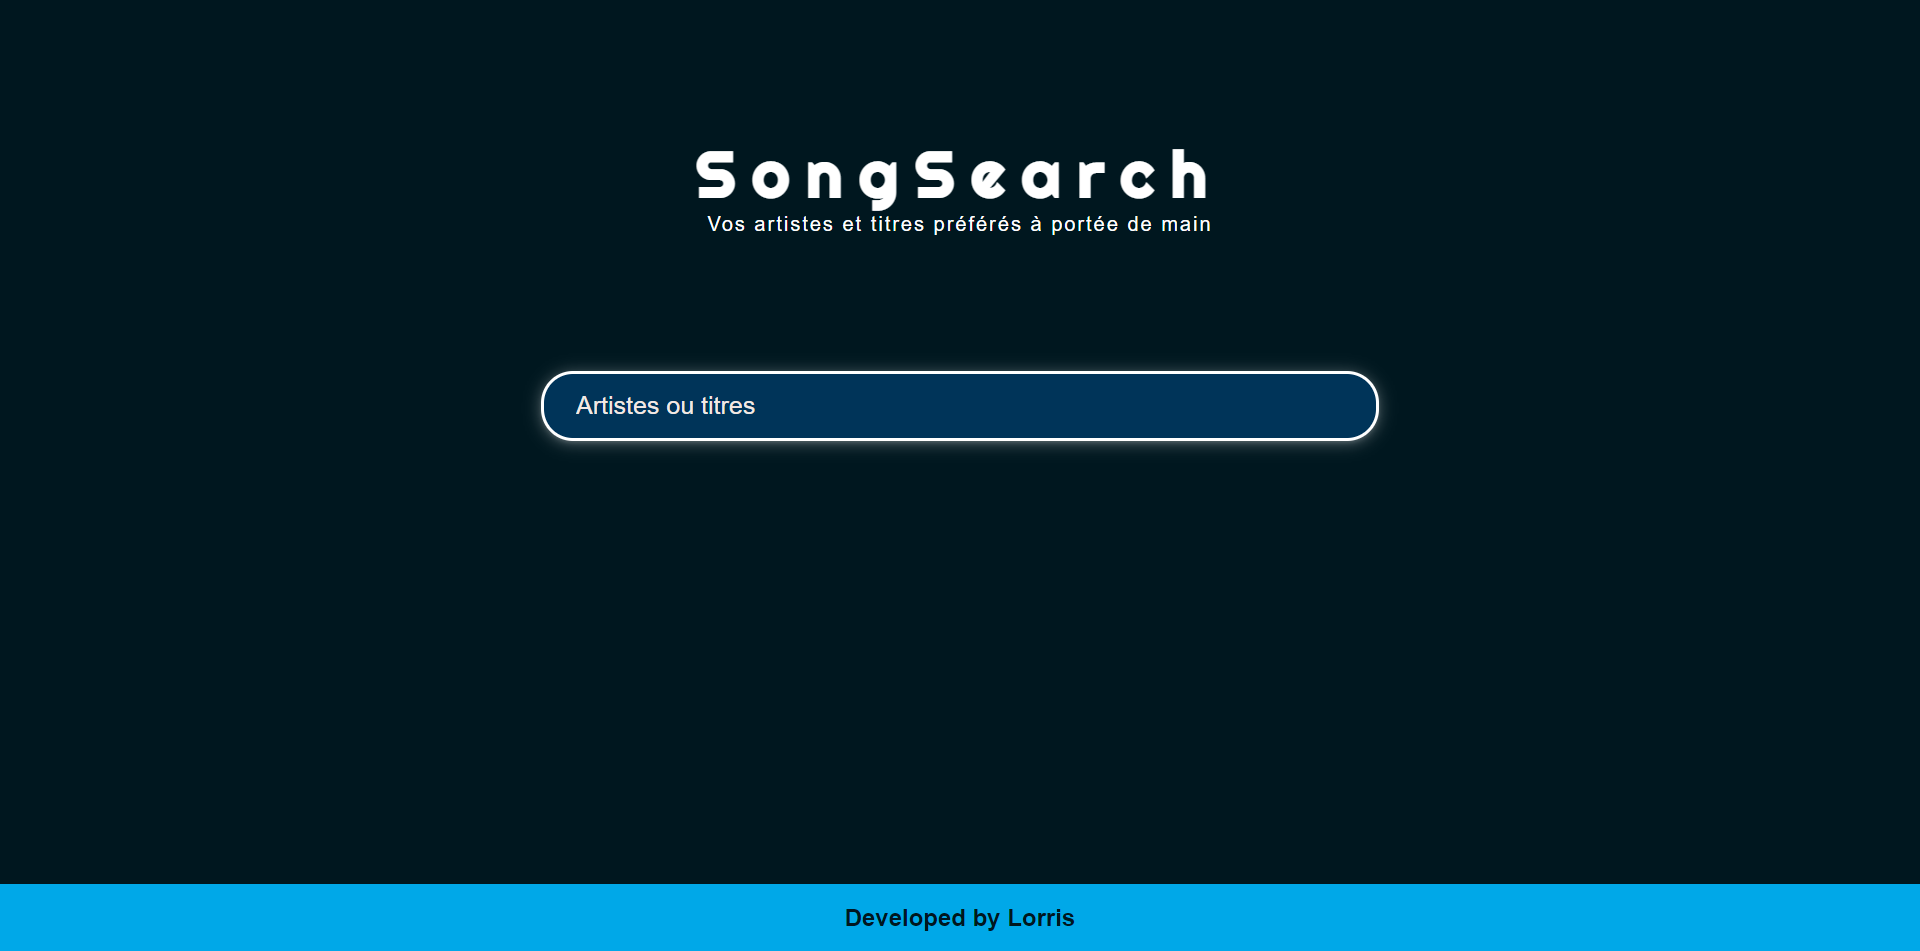 SongSearch
Vos artistes et titres préférés à portée de main
Artistes ou titres
Developed by Lorris